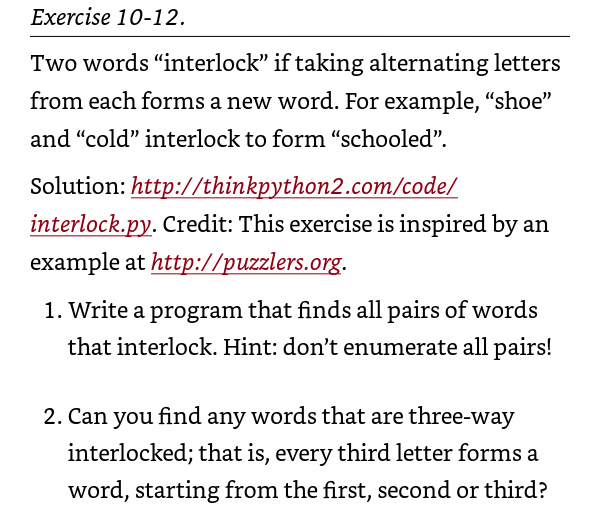 Exercise 10-12.
Two words “interlock” if taking alternating letters
from each forms a new word. For example, “shoe”
and “cold” interlock to form “schooled”.
Solution: http://thinkpython2.com/code/
interlock.py. Credit: This exercise is inspired by an
example at http://puzzlers.org.
1. Write a program that finds all pairs of words
that interlock. Hint: don’t enumerate all pairs!
2. Can you find any words that are three-way
interlocked; that is, every third letter forms a
word, starting from the first, second or third?